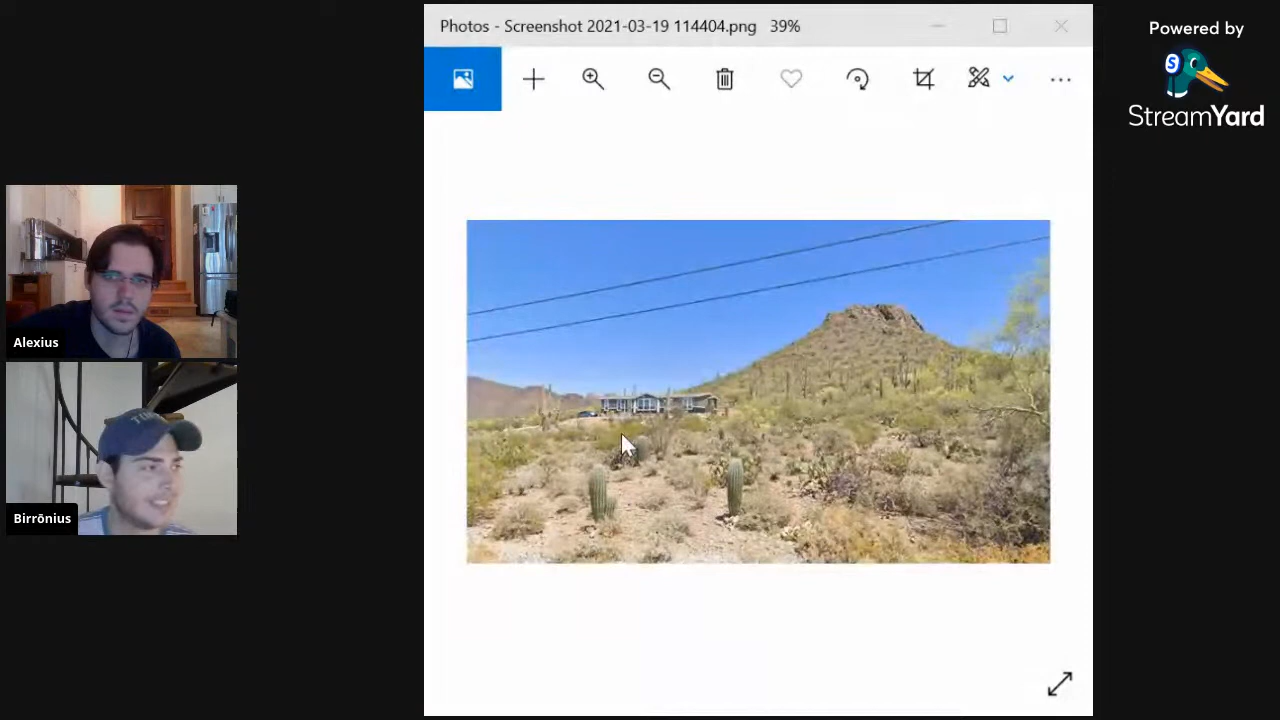 Photos - Screenshot 2021-03-19 114404.png 39%
Powered by
StreamYard
Alexius
Birrōnius